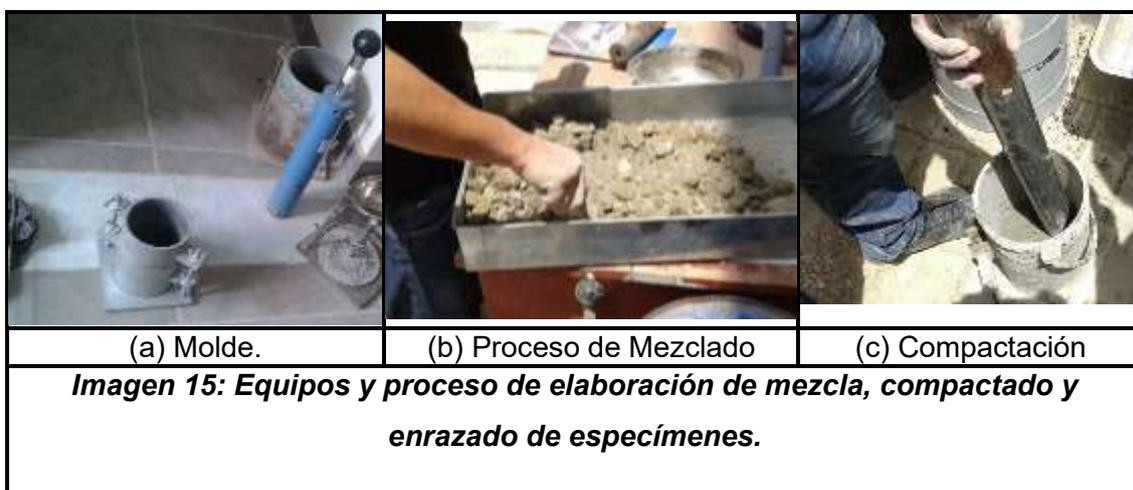 (a) Molde.
(b) Proceso de Mezclado
(c) Compactación
Imagen 15: Equipos y proceso de elaboración de mezcla, compactado y
enrazado de especímenes.